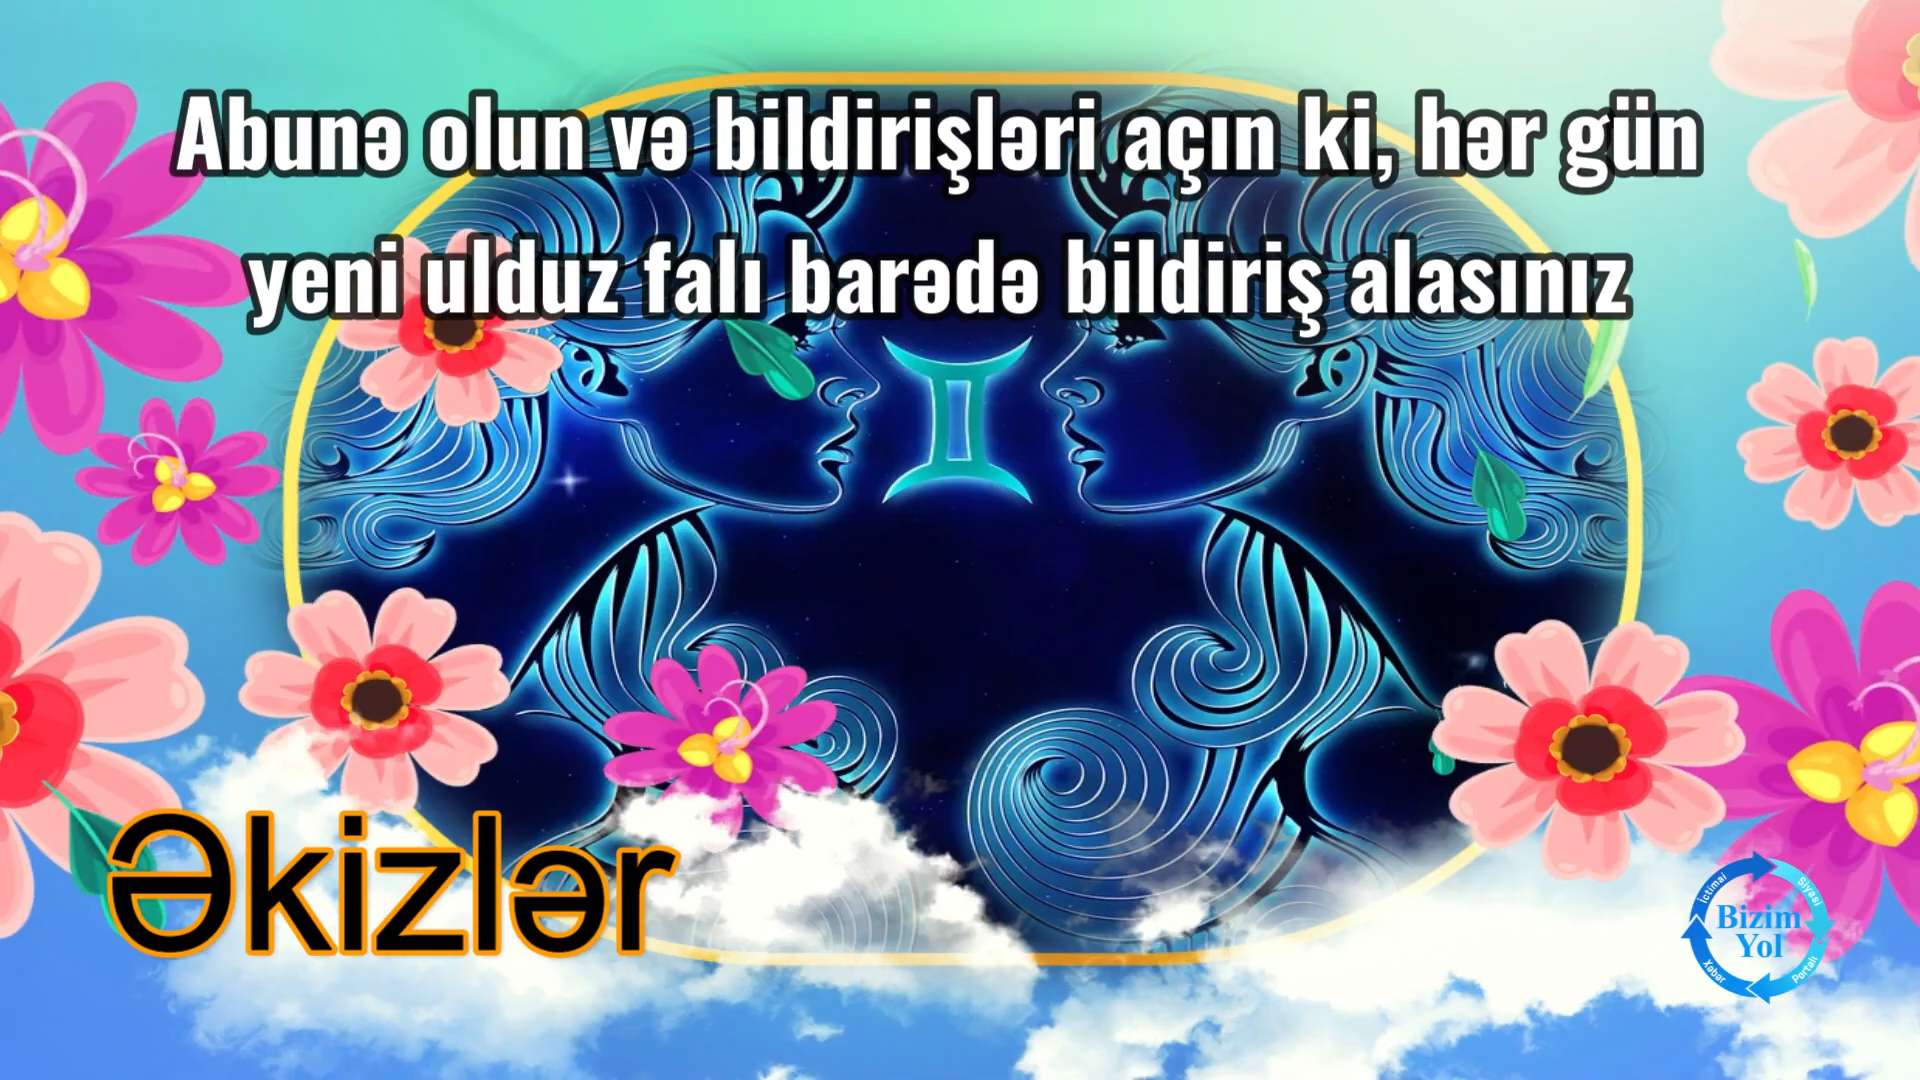 Abunə olun və bildirişləri açın ki, hər gün
yeni ulduz falı barədə bildiriş alasınız
Əkizlər
İctimai
Siyasi
Bizim
Yol
Xəbər
Portalı